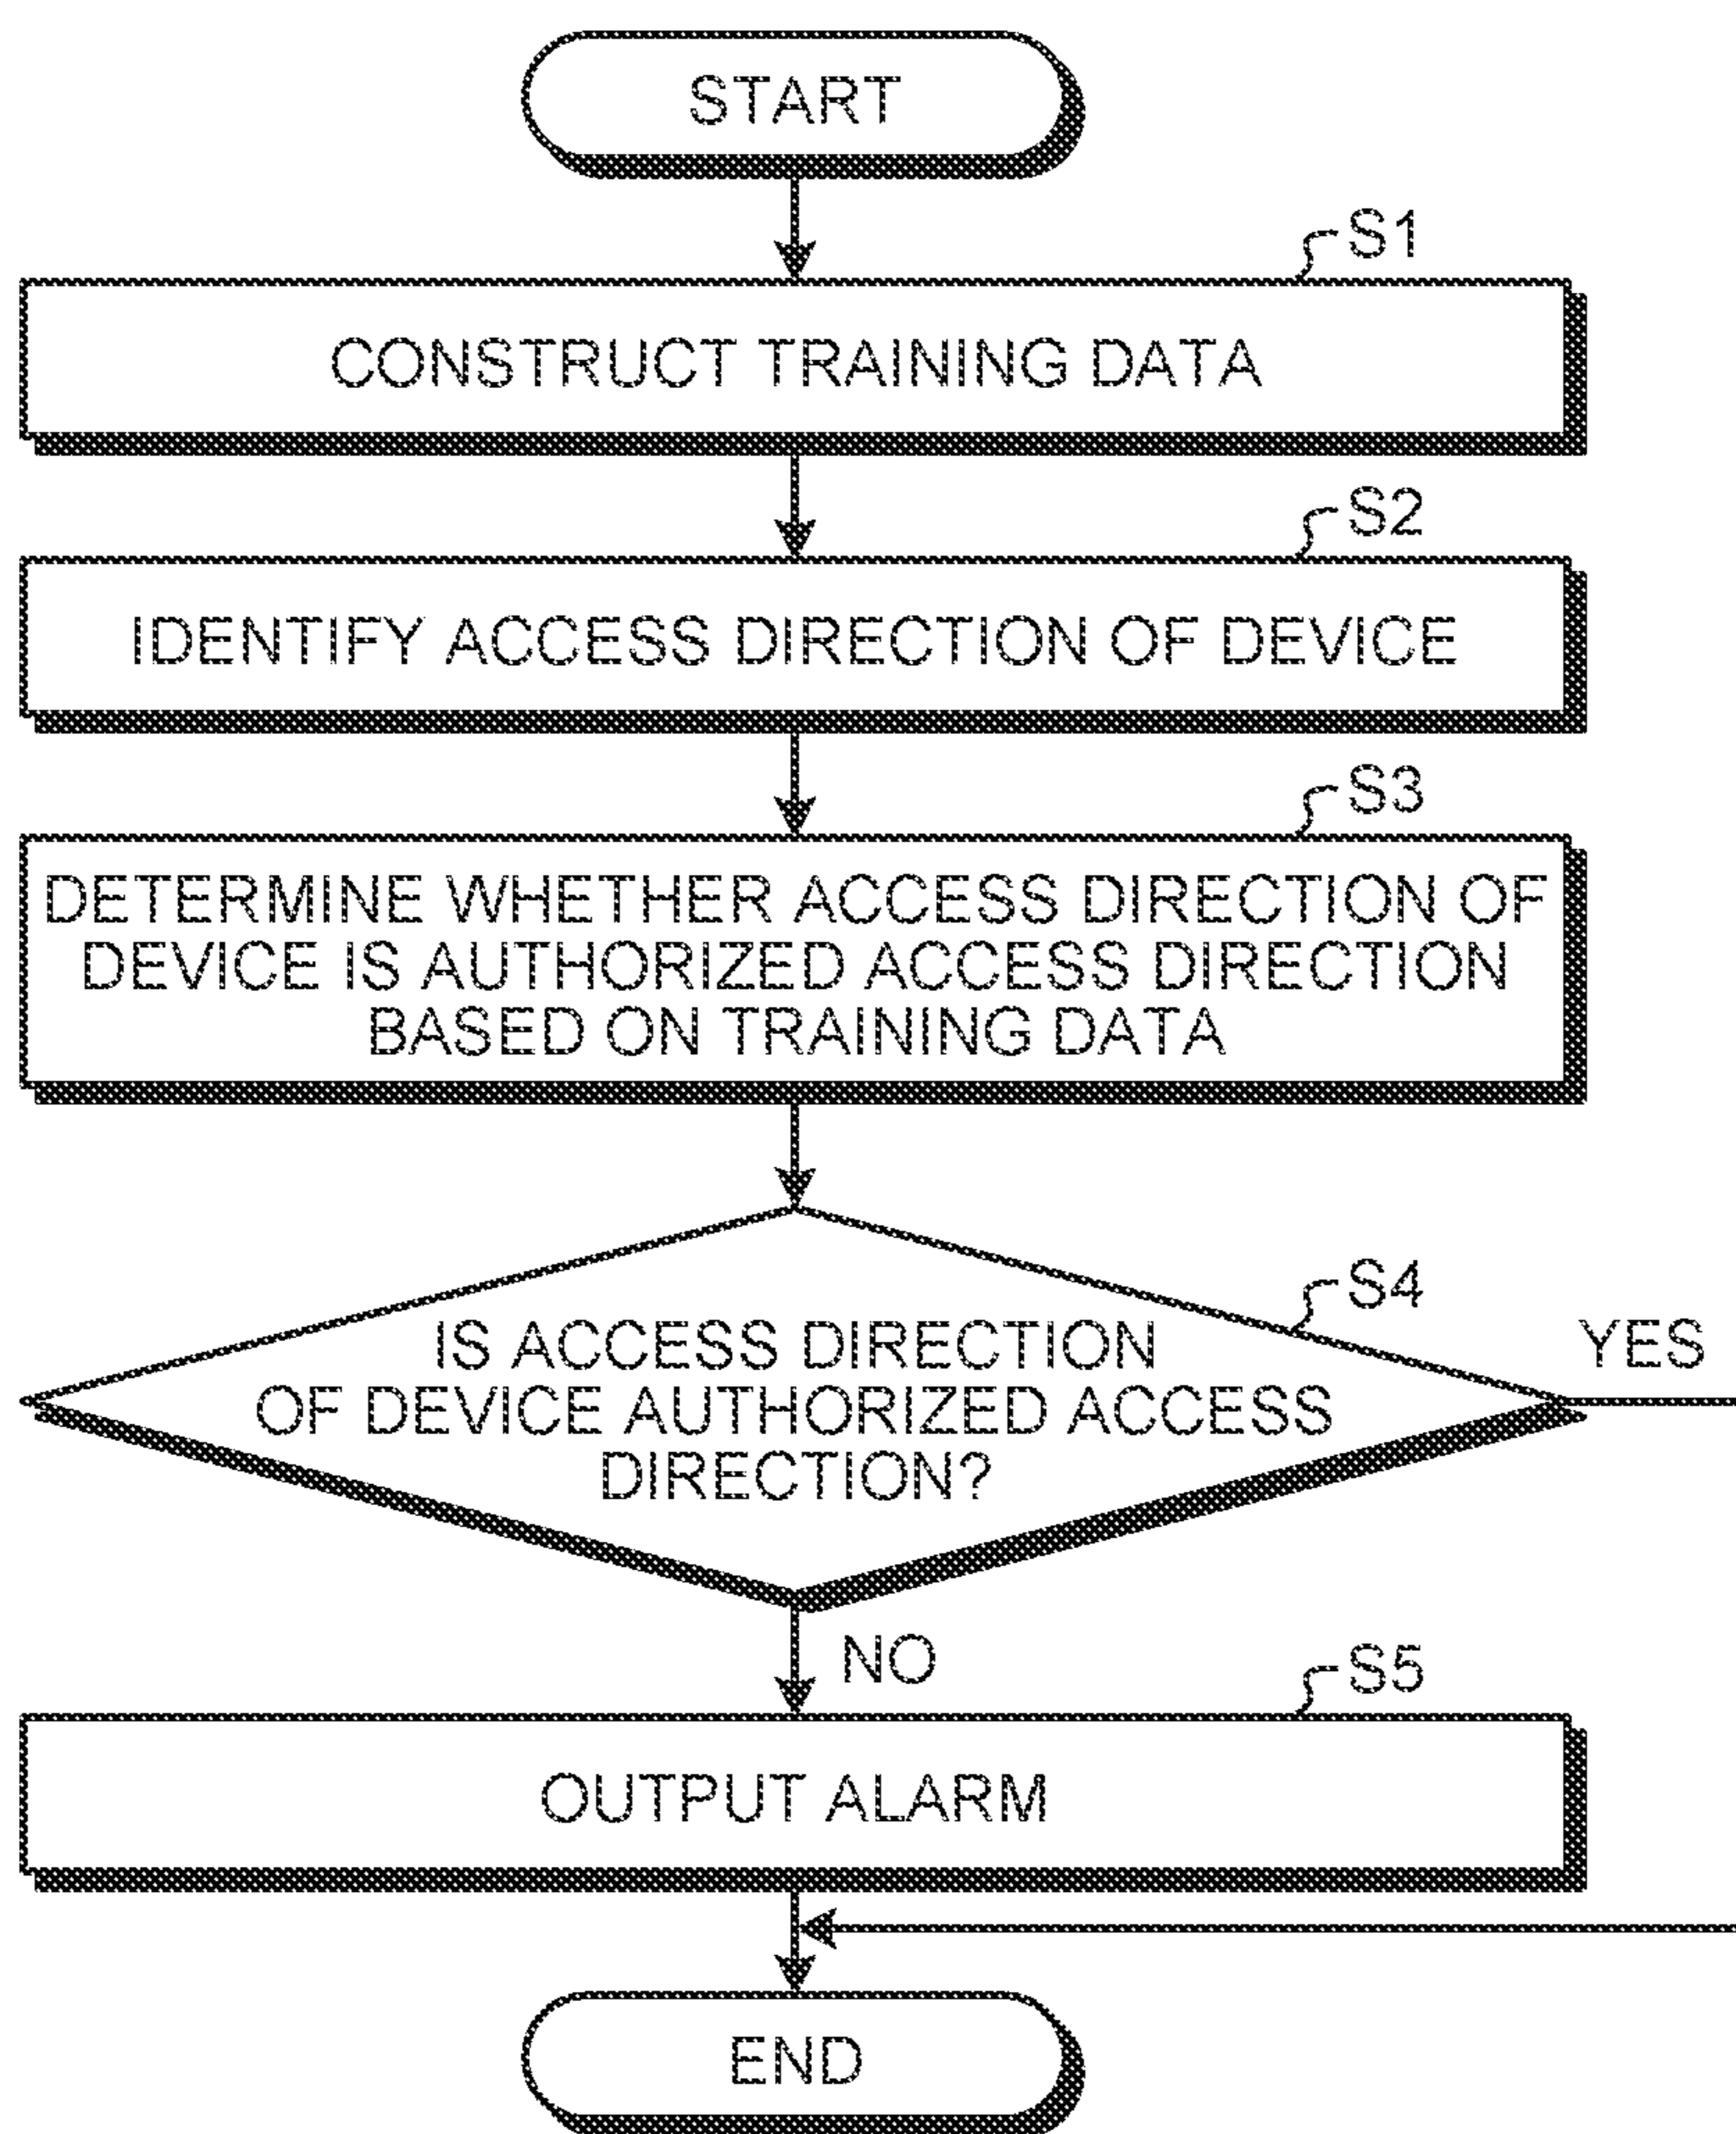 START
S1
CONSTRUCT TRAINING DATA
S2
IDENTIFY ACCESS DIRECTION OF DEVICE
S3
DETERMINE WHETHER ACCESS DIRECTION OF
DEVICE IS AUTHORIZED ACCESS DIRECTION
BASED ON TRAINING DATA
S4
YES
IS ACCESS DIRECTION
OF DEVICE AUTHORIZED ACCESS
DIRECTION?
NO
S5
OUTPUT ALARM
END